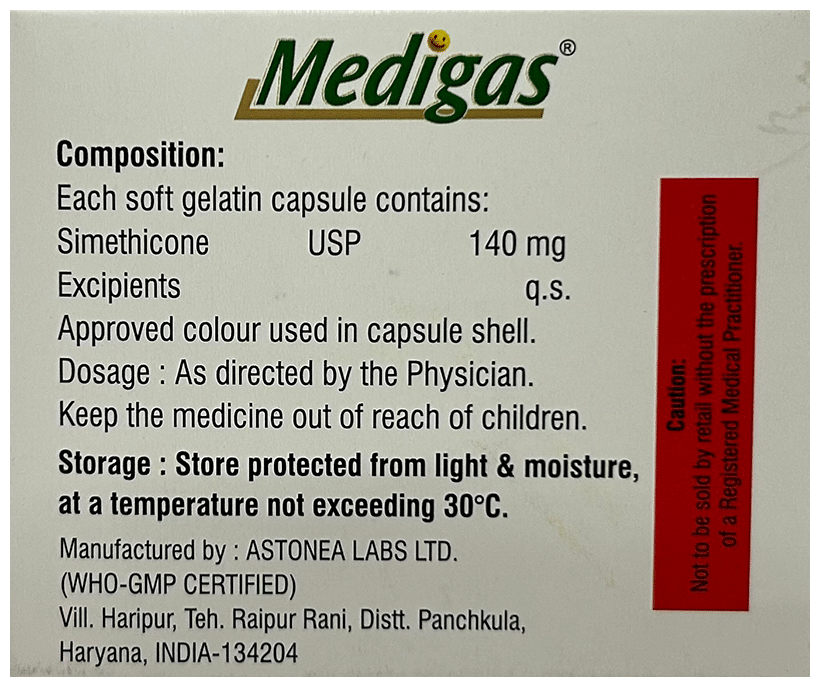 Medigas®
Composition:
Each soft gelatin capsule contains:
Simethicone USP 140 mg
Excipients q.s.
Approved colour used in capsule shell.
Dosage : As directed by the Physician.
Keep the medicine out of reach of children.
Storage : Store protected from light & moisture,
at a temperature not exceeding 30°C.
Manufactured by : ASTONEA LABS LTD.
(WHO-GMP CERTIFIED)
Vill. Haripur, Teh. Raipur Rani, Distt. Panchkula,
Haryana, INDIA-134204
Caution:
Not to be sold by retail without the prescription
of a Registered Medical Practitioner.